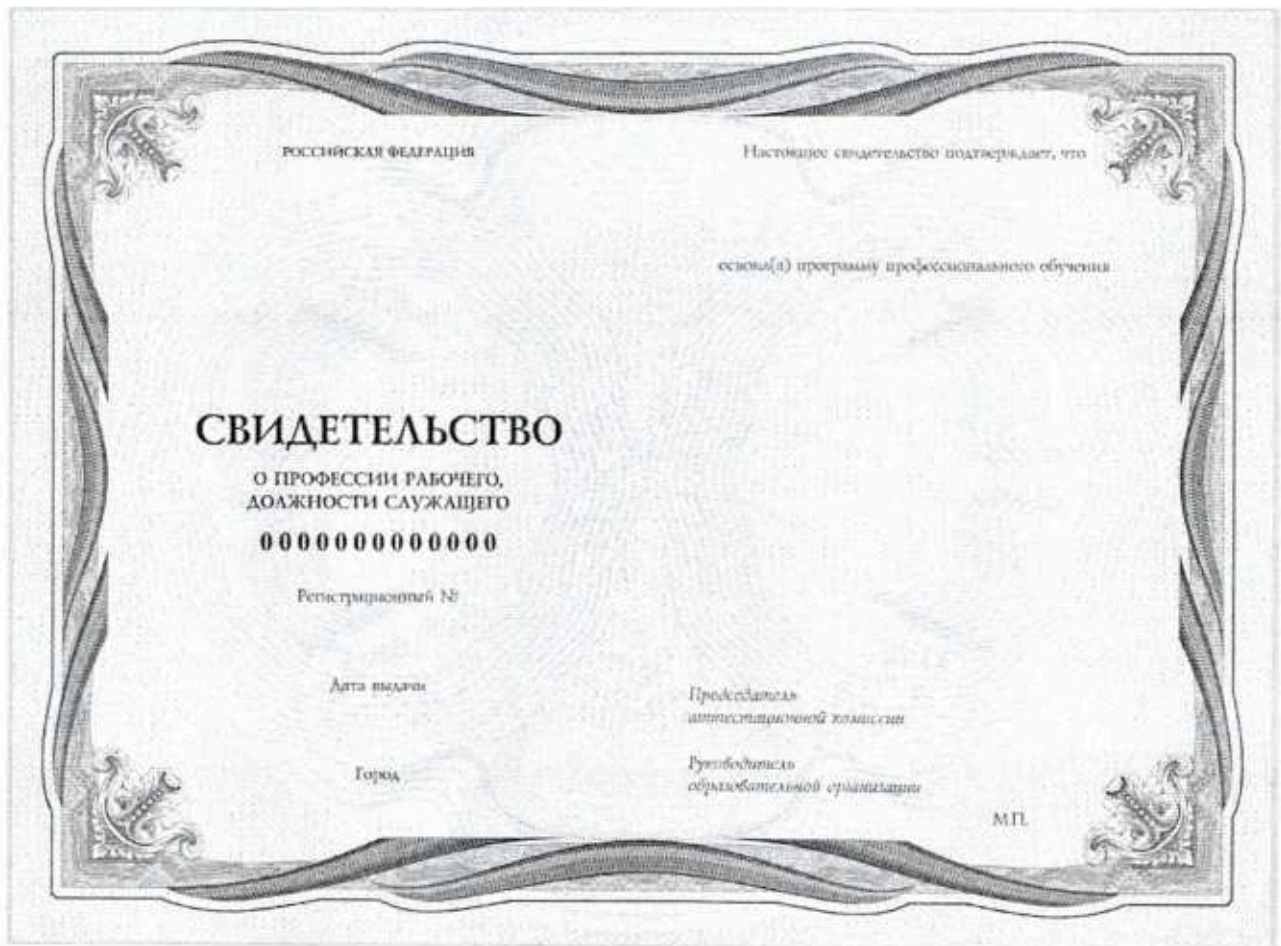 РОССИЙСКАЯ ФЕДЕРАЦИЯ
СВИДЕТЕЛЬСТВО
О ПРОФЕССИИ РАБОЧЕГО,
ДОЛЖНОСТИ СЛУЖАЩЕГО
0000000000000
Регистрационный №
Дата выдачи
Город
Настоящее свидетельство подтверждает, что
освоил(а) программу профессионального обучения
Председатель
аттестационной комиссии
Руководитель
образовательной организации
М.П.